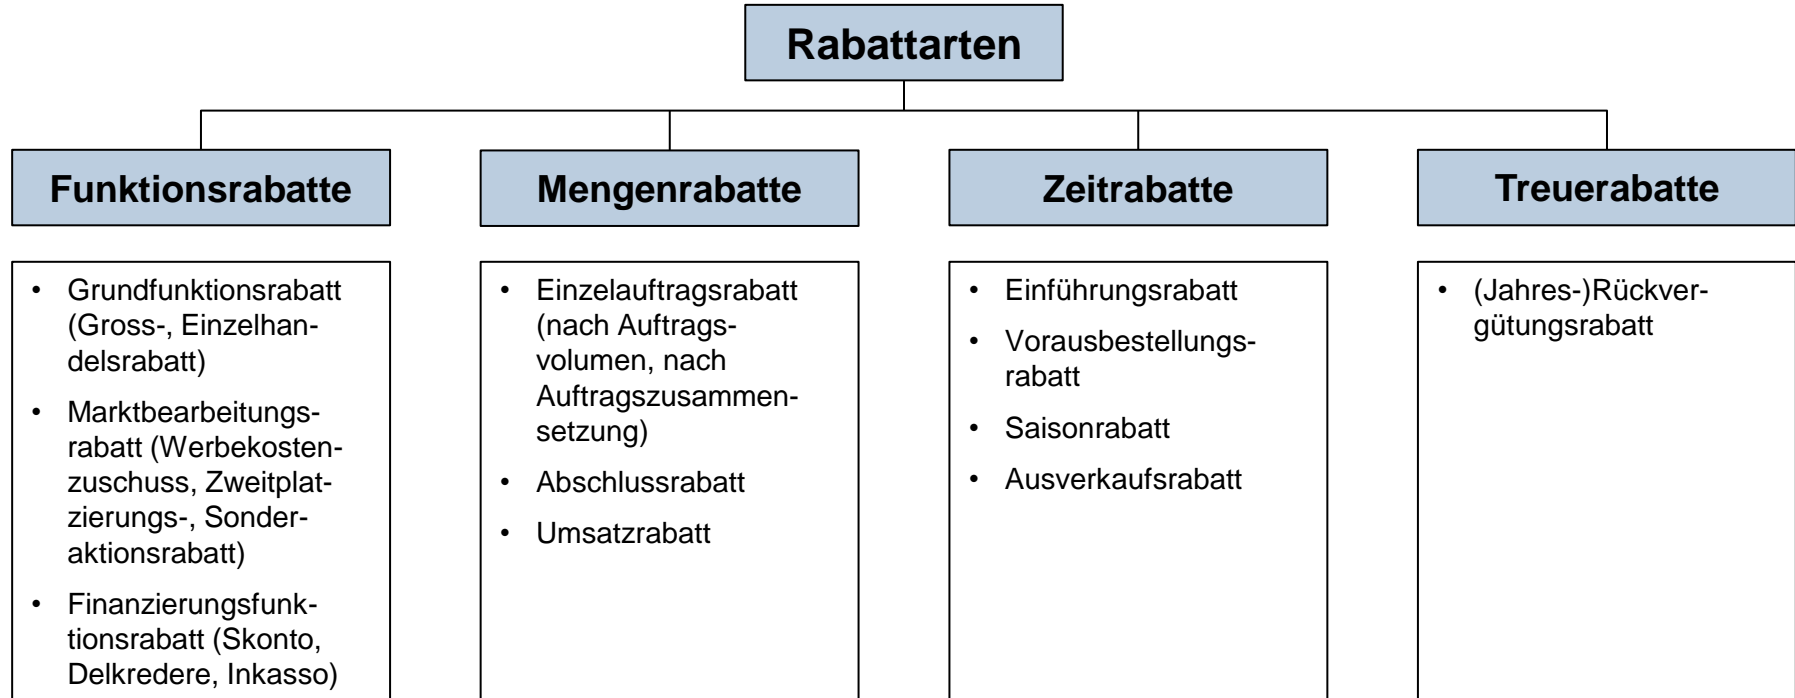 Rabattarten
Funktionsrabatte
• Grundfunktionsrabatt
(Gross-, Einzelhan-
delsrabatt)
• Marktbearbeitungs-
rabatt (Werbekosten-
zuschuss, Zweitplat-
zierungs-, Sonder-
aktionsrabatt)
• Finanzierungsfunk-
tionsrabatt (Skonto,
Delkredere, Inkasso)
Mengenrabatte
• Einzelauftragsrabatt
(nach Auftrags-
volumen, nach
Auftragszusammen-
setzung)
• Abschlussrabatt
• Umsatzrabatt
Zeitrabatte
• Einführungsrabatt
• Vorausbestellungs-
rabatt
• Saisonrabatt
• Ausverkaufsrabatt
Treuerabatte
• (Jahres-)Rückver-
gütungsrabatt